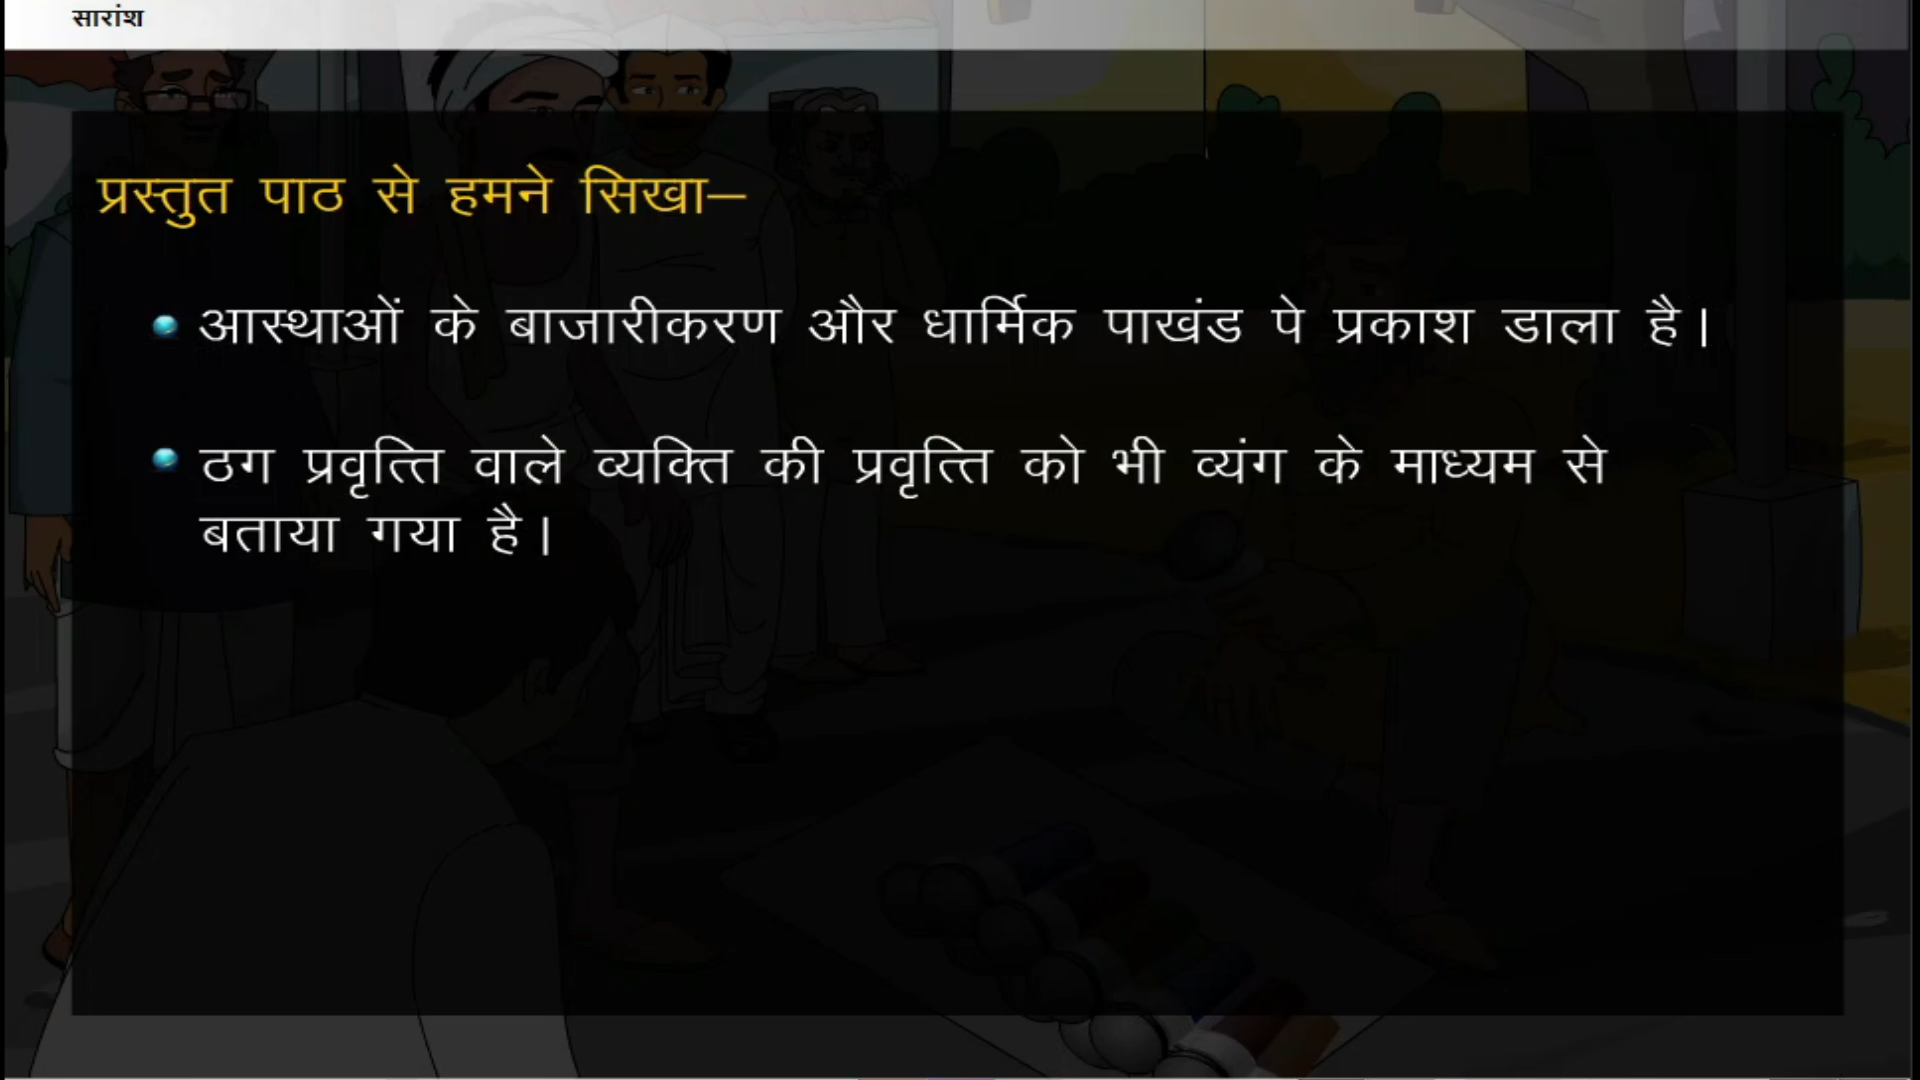 सारांश
प्रस्तुत पाठ से हमने सिखा–
आस्थाओं के बाजारीकरण और धार्मिक पाखंड पे प्रकाश डाला है।
ठग प्रवृत्ति वाले व्यक्ति की प्रवृत्ति को भी व्यंग के माध्यम से
बताया गया है।